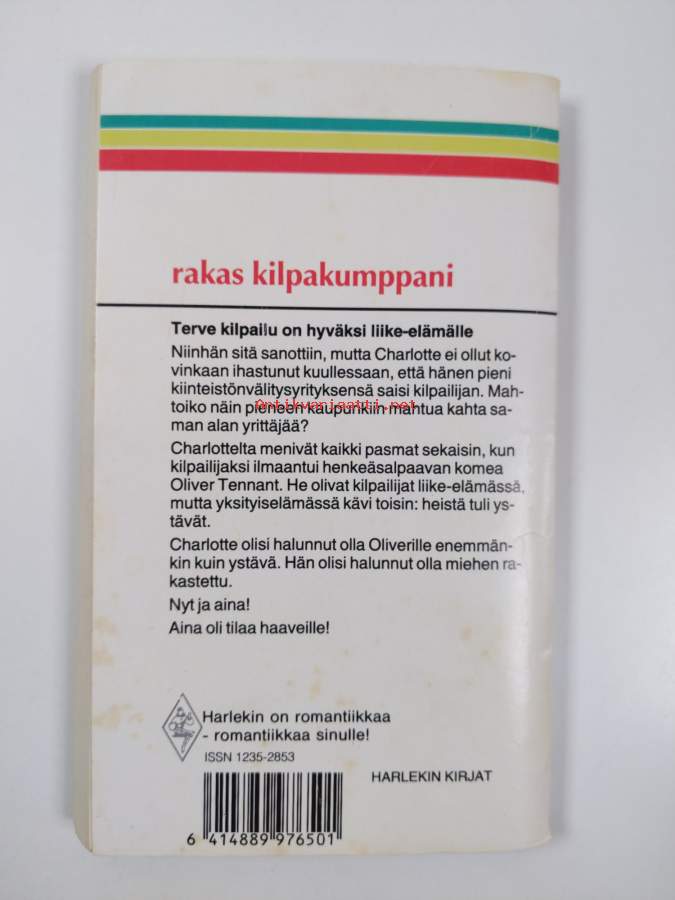 rakas kilpakumppani
Terve kilpailu on hyväksi liike-elämälle
Niinhän sitä sanottiin, mutta Charlotte ei ollut ko-
vinkaan ihastunut kuullessaan, että hänen pieni
kiinteistönvälitysyrityksensä saisi kilpailijan. Mah-
Antikvariaatti.net
toiko näin pieneen kaupunkiin mahtua kahta sa-
man alan yrittäjää?
Charlottelta menivät kaikki pasmat sekaisin, kun
kilpailijaksi ilmaantui henkeäsalpaavan komea
Oliver Tennant. He olivat kilpailijat liike-elämässä,
mutta yksityiselämässä kävi toisin: heistä tuli ys-
tävät.
Charlotte olisi halunnut olla Oliverille enemmän-
kin kuin ystävä. Hän olisi halunnut olla miehen ra-
kastettu.
Nyt ja aina!
Aina oli tilaa haaveille!
Harlekin on romantiikkaa
- romantiikkaa sinulle!
ISSN 1235-2853
HARLEKIN KIRJAT
6 414889 976501